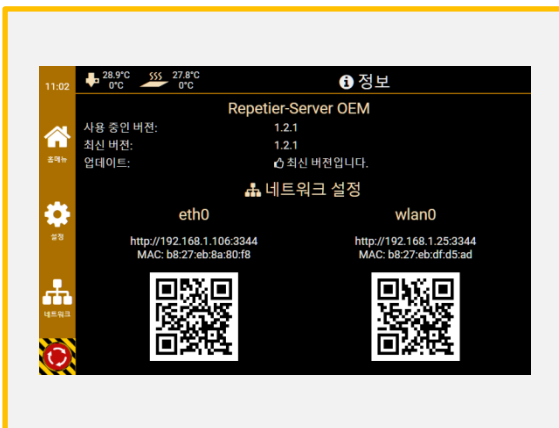 11:02
28.9°C
0°C
27.8°C
0°C
정보
Repetier-Server OEM
사용 중인 버전: 1.2.1
최신 버전: 1.2.1
업데이트: 최신 버전입니다.
홈메뉴
네트워크 설정
설정
eth0 wlan0
http://192.168.1.106:3344 http://192.168.1.25:3344
MAC: b8:27:eb:8a:80:f8 MAC: b8:27:eb:df:d5:ad
네트워크